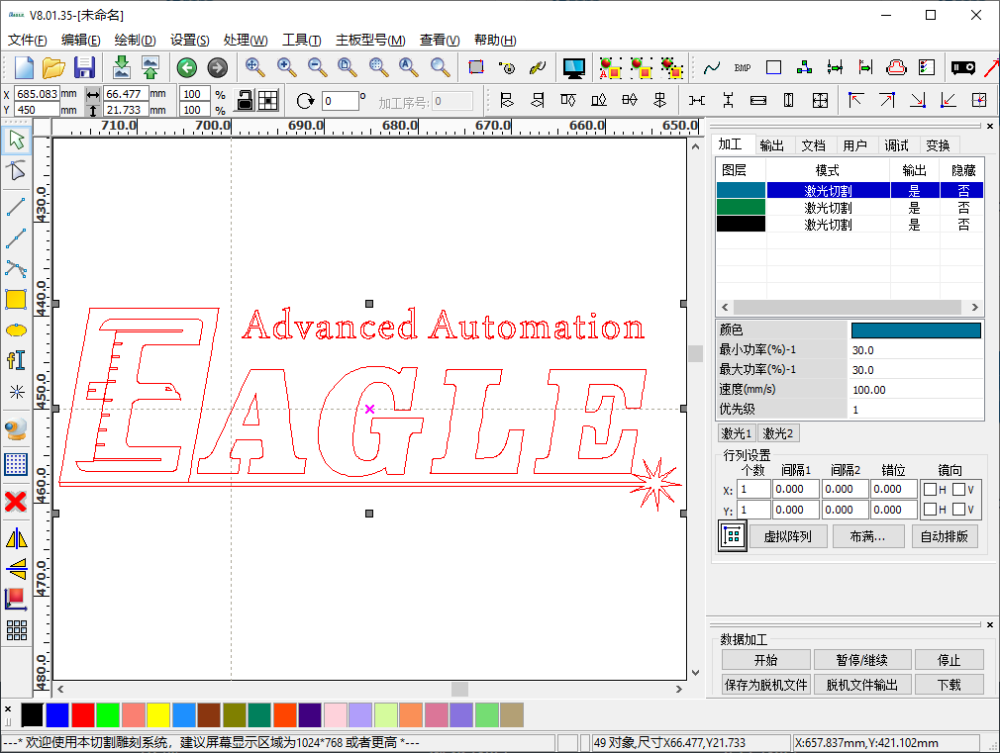 V8.01.35-[未命名]
文件(F) 编辑(E) 绘制(D) 设置(S) 处理(W) 工具(T) 主板型号(M) 查看(V) 帮助(H)
BMP
X 685.083 mm 66.477 mm 100 %
Y 450 mm 21.733 mm 100 %
0 ° 加工序号: 0
710.0 700.0 690.0 680.0 670.0 660.0 650.0
430.0
440.0
450.0
460.0
470.0
480.0
Advanced Automation
EAGLE
加工 输出 文档 用户 调试 变换
图层 模式 输出 隐藏
激光切割 是 否
激光切割 是 否
激光切割 是 否
颜色
最小功率(%)-1 30.0
最大功率(%)-1 30.0
速度(mm/s) 100.00
优先级 1
激光1 激光2
行列设置
个数 间隔1 间隔2 错位 镜向
X: 1 0.000 0.000 0.000 H V
Y: 1 0.000 0.000 0.000 H V
虚拟阵列 布满... 自动排版
数据加工
开始 暂停/继续 停止
保存为脱机文件 脱机文件输出 下载
---* 欢迎使用本切割雕刻系统，建议屏幕显示区域为1024*768 或者更高 *---
49 对象,尺寸X66.477,Y21.733
X:657.837mm,Y:421.102mm